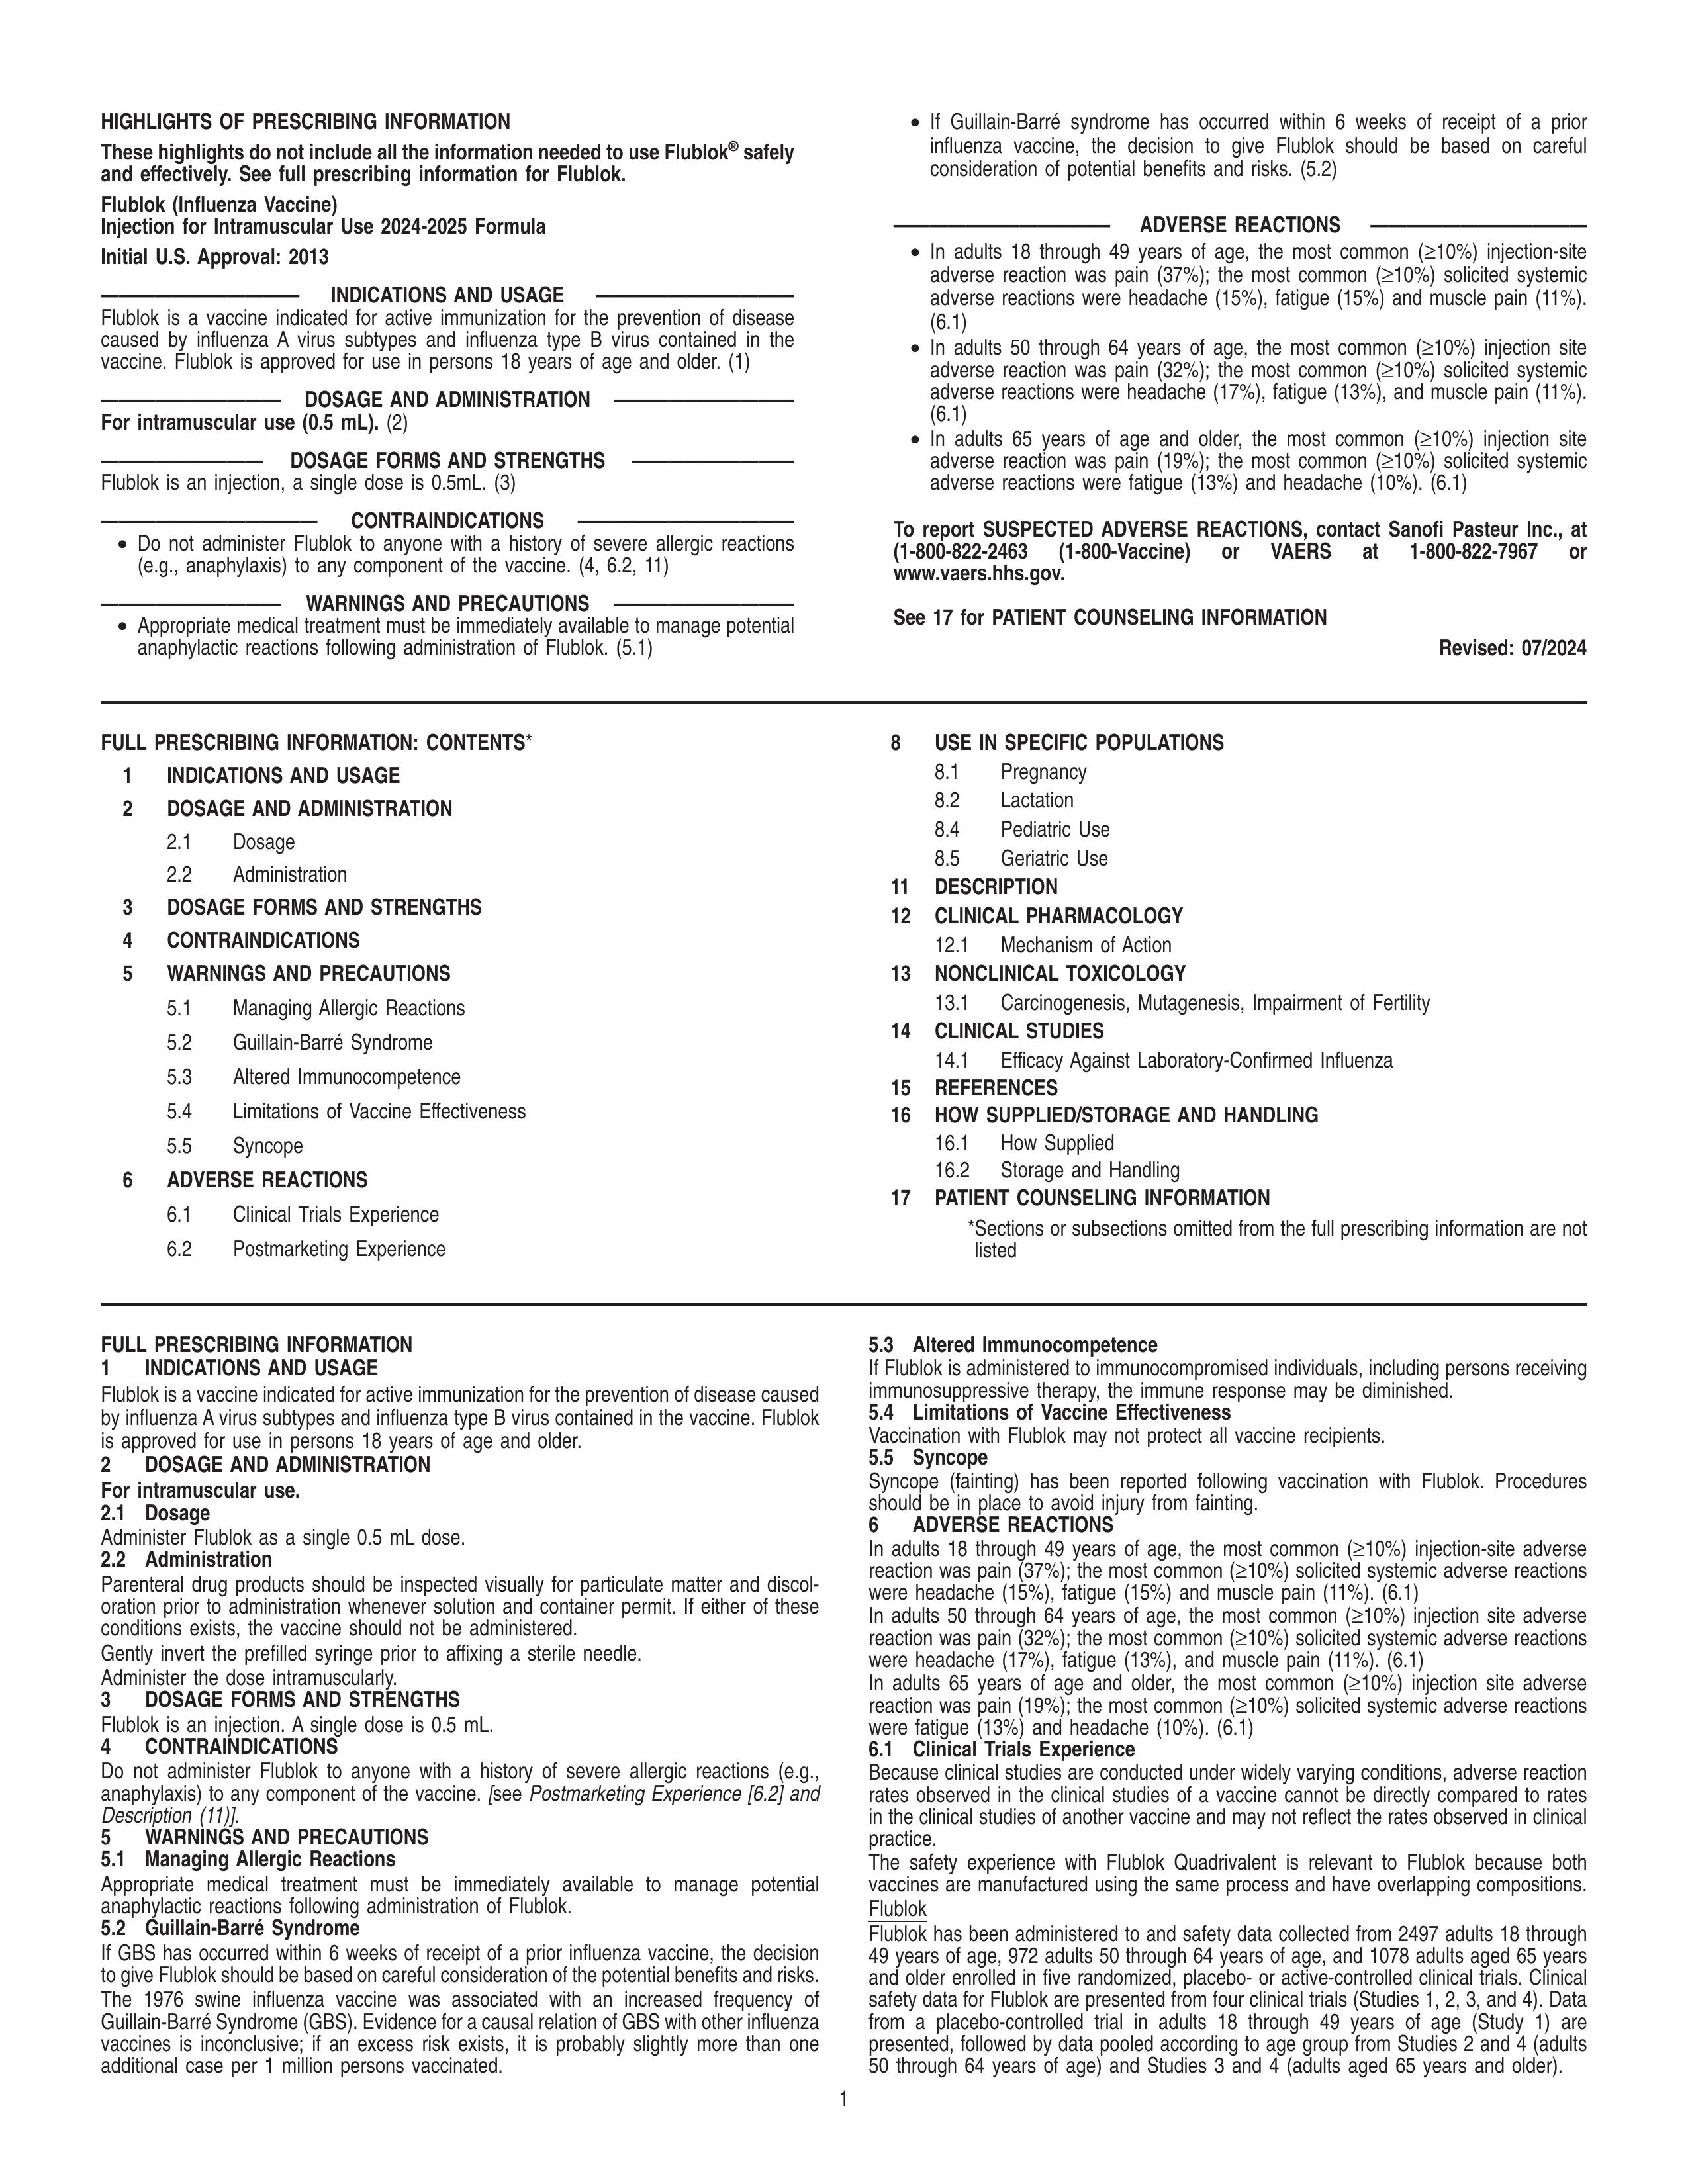 HIGHLIGHTS OF PRESCRIBING INFORMATION
These highlights do not include all the information needed to use Flublok® safely
and effectively. See full prescribing information for Flublok.
Flublok (Influenza Vaccine)
Injection for Intramuscular Use 2024-2025 Formula
Initial U.S. Approval: 2013
INDICATIONS AND USAGE
Flublok is a vaccine indicated for active immunization for the prevention of disease
caused by influenza A virus subtypes and influenza type B virus contained in the
vaccine. Flublok is approved for use in persons 18 years of age and older. (1)
DOSAGE AND ADMINISTRATION
For intramuscular use (0.5 mL). (2)
DOSAGE FORMS AND STRENGTHS
Flublok is an injection, a single dose is 0.5mL. (3)
CONTRAINDICATIONS
• Do not administer Flublok to anyone with a history of severe allergic reactions
(e.g., anaphylaxis) to any component of the vaccine. (4, 6.2, 11)
WARNINGS AND PRECAUTIONS
• Appropriate medical treatment must be immediately available to manage potential
anaphylactic reactions following administration of Flublok. (5.1)
• If Guillain-Barré syndrome has occurred within 6 weeks of receipt of a prior
influenza vaccine, the decision to give Flublok should be based on careful
consideration of potential benefits and risks. (5.2)
ADVERSE REACTIONS
• In adults 18 through 49 years of age, the most common (≥10%) injection-site
adverse reaction was pain (37%); the most common (≥10%) solicited systemic
adverse reactions were headache (15%), fatigue (15%) and muscle pain (11%).
(6.1)
• In adults 50 through 64 years of age, the most common (≥10%) injection site
adverse reaction was pain (32%); the most common (≥10%) solicited systemic
adverse reactions were headache (17%), fatigue (13%), and muscle pain (11%).
(6.1)
• In adults 65 years of age and older, the most common (≥10%) injection site
adverse reaction was pain (19%); the most common (≥10%) solicited systemic
adverse reactions were fatigue (13%) and headache (10%). (6.1)
To report SUSPECTED ADVERSE REACTIONS, contact Sanofi Pasteur Inc., at
(1-800-822-2463 (1-800-Vaccine) or VAERS at 1-800-822-7967 or
www.vaers.hhs.gov.
See 17 for PATIENT COUNSELING INFORMATION
Revised: 07/2024
FULL PRESCRIBING INFORMATION: CONTENTS*
1 INDICATIONS AND USAGE
2 DOSAGE AND ADMINISTRATION
2.1 Dosage
2.2 Administration
3 DOSAGE FORMS AND STRENGTHS
4 CONTRAINDICATIONS
5 WARNINGS AND PRECAUTIONS
5.1 Managing Allergic Reactions
5.2 Guillain-Barré Syndrome
5.3 Altered Immunocompetence
5.4 Limitations of Vaccine Effectiveness
5.5 Syncope
6 ADVERSE REACTIONS
6.1 Clinical Trials Experience
6.2 Postmarketing Experience
8 USE IN SPECIFIC POPULATIONS
8.1 Pregnancy
8.2 Lactation
8.4 Pediatric Use
8.5 Geriatric Use
11 DESCRIPTION
12 CLINICAL PHARMACOLOGY
12.1 Mechanism of Action
13 NONCLINICAL TOXICOLOGY
13.1 Carcinogenesis, Mutagenesis, Impairment of Fertility
14 CLINICAL STUDIES
14.1 Efficacy Against Laboratory-Confirmed Influenza
15 REFERENCES
16 HOW SUPPLIED/STORAGE AND HANDLING
16.1 How Supplied
16.2 Storage and Handling
17 PATIENT COUNSELING INFORMATION
*Sections or subsections omitted from the full prescribing information are not
listed
FULL PRESCRIBING INFORMATION
1 INDICATIONS AND USAGE
Flublok is a vaccine indicated for active immunization for the prevention of disease caused
by influenza A virus subtypes and influenza type B virus contained in the vaccine. Flublok
is approved for use in persons 18 years of age and older.
2 DOSAGE AND ADMINISTRATION
For intramuscular use.
2.1 Dosage
Administer Flublok as a single 0.5 mL dose.
2.2 Administration
Parenteral drug products should be inspected visually for particulate matter and discol-
oration prior to administration whenever solution and container permit. If either of these
conditions exists, the vaccine should not be administered.
Gently invert the prefilled syringe prior to affixing a sterile needle.
Administer the dose intramuscularly.
3 DOSAGE FORMS AND STRENGTHS
Flublok is an injection. A single dose is 0.5 mL.
4 CONTRAINDICATIONS
Do not administer Flublok to anyone with a history of severe allergic reactions (e.g.,
anaphylaxis) to any component of the vaccine. [see Postmarketing Experience [6.2] and
Description (11)].
5 WARNINGS AND PRECAUTIONS
5.1 Managing Allergic Reactions
Appropriate medical treatment must be immediately available to manage potential
anaphylactic reactions following administration of Flublok.
5.2 Guillain-Barré Syndrome
If GBS has occurred within 6 weeks of receipt of a prior influenza vaccine, the decision
to give Flublok should be based on careful consideration of the potential benefits and risks.
The 1976 swine influenza vaccine was associated with an increased frequency of
Guillain-Barré Syndrome (GBS). Evidence for a causal relation of GBS with other influenza
vaccines is inconclusive; if an excess risk exists, it is probably slightly more than one
additional case per 1 million persons vaccinated.
5.3 Altered Immunocompetence
If Flublok is administered to immunocompromised individuals, including persons receiving
immunosuppressive therapy, the immune response may be diminished.
5.4 Limitations of Vaccine Effectiveness
Vaccination with Flublok may not protect all vaccine recipients.
5.5 Syncope
Syncope (fainting) has been reported following vaccination with Flublok. Procedures
should be in place to avoid injury from fainting.
6 ADVERSE REACTIONS
In adults 18 through 49 years of age, the most common (≥10%) injection-site adverse
reaction was pain (37%); the most common (≥10%) solicited systemic adverse reactions
were headache (15%), fatigue (15%) and muscle pain (11%). (6.1)
In adults 50 through 64 years of age, the most common (≥10%) injection site adverse
reaction was pain (32%); the most common (≥10%) solicited systemic adverse reactions
were headache (17%), fatigue (13%), and muscle pain (11%). (6.1)
In adults 65 years of age and older, the most common (≥10%) injection site adverse
reaction was pain (19%); the most common (≥10%) solicited systemic adverse reactions
were fatigue (13%) and headache (10%). (6.1)
6.1 Clinical Trials Experience
Because clinical studies are conducted under widely varying conditions, adverse reaction
rates observed in the clinical studies of a vaccine cannot be directly compared to rates
in the clinical studies of another vaccine and may not reflect the rates observed in clinical
practice.
The safety experience with Flublok Quadrivalent is relevant to Flublok because both
vaccines are manufactured using the same process and have overlapping compositions.
Flublok
Flublok has been administered to and safety data collected from 2497 adults 18 through
49 years of age, 972 adults 50 through 64 years of age, and 1078 adults aged 65 years
and older enrolled in five randomized, placebo- or active-controlled clinical trials. Clinical
safety data for Flublok are presented from four clinical trials (Studies 1, 2, 3, and 4). Data
from a placebo-controlled trial in adults 18 through 49 years of age (Study 1) are
presented, followed by data pooled according to age group from Studies 2 and 4 (adults
50 through 64 years of age) and Studies 3 and 4 (adults aged 65 years and older).
1